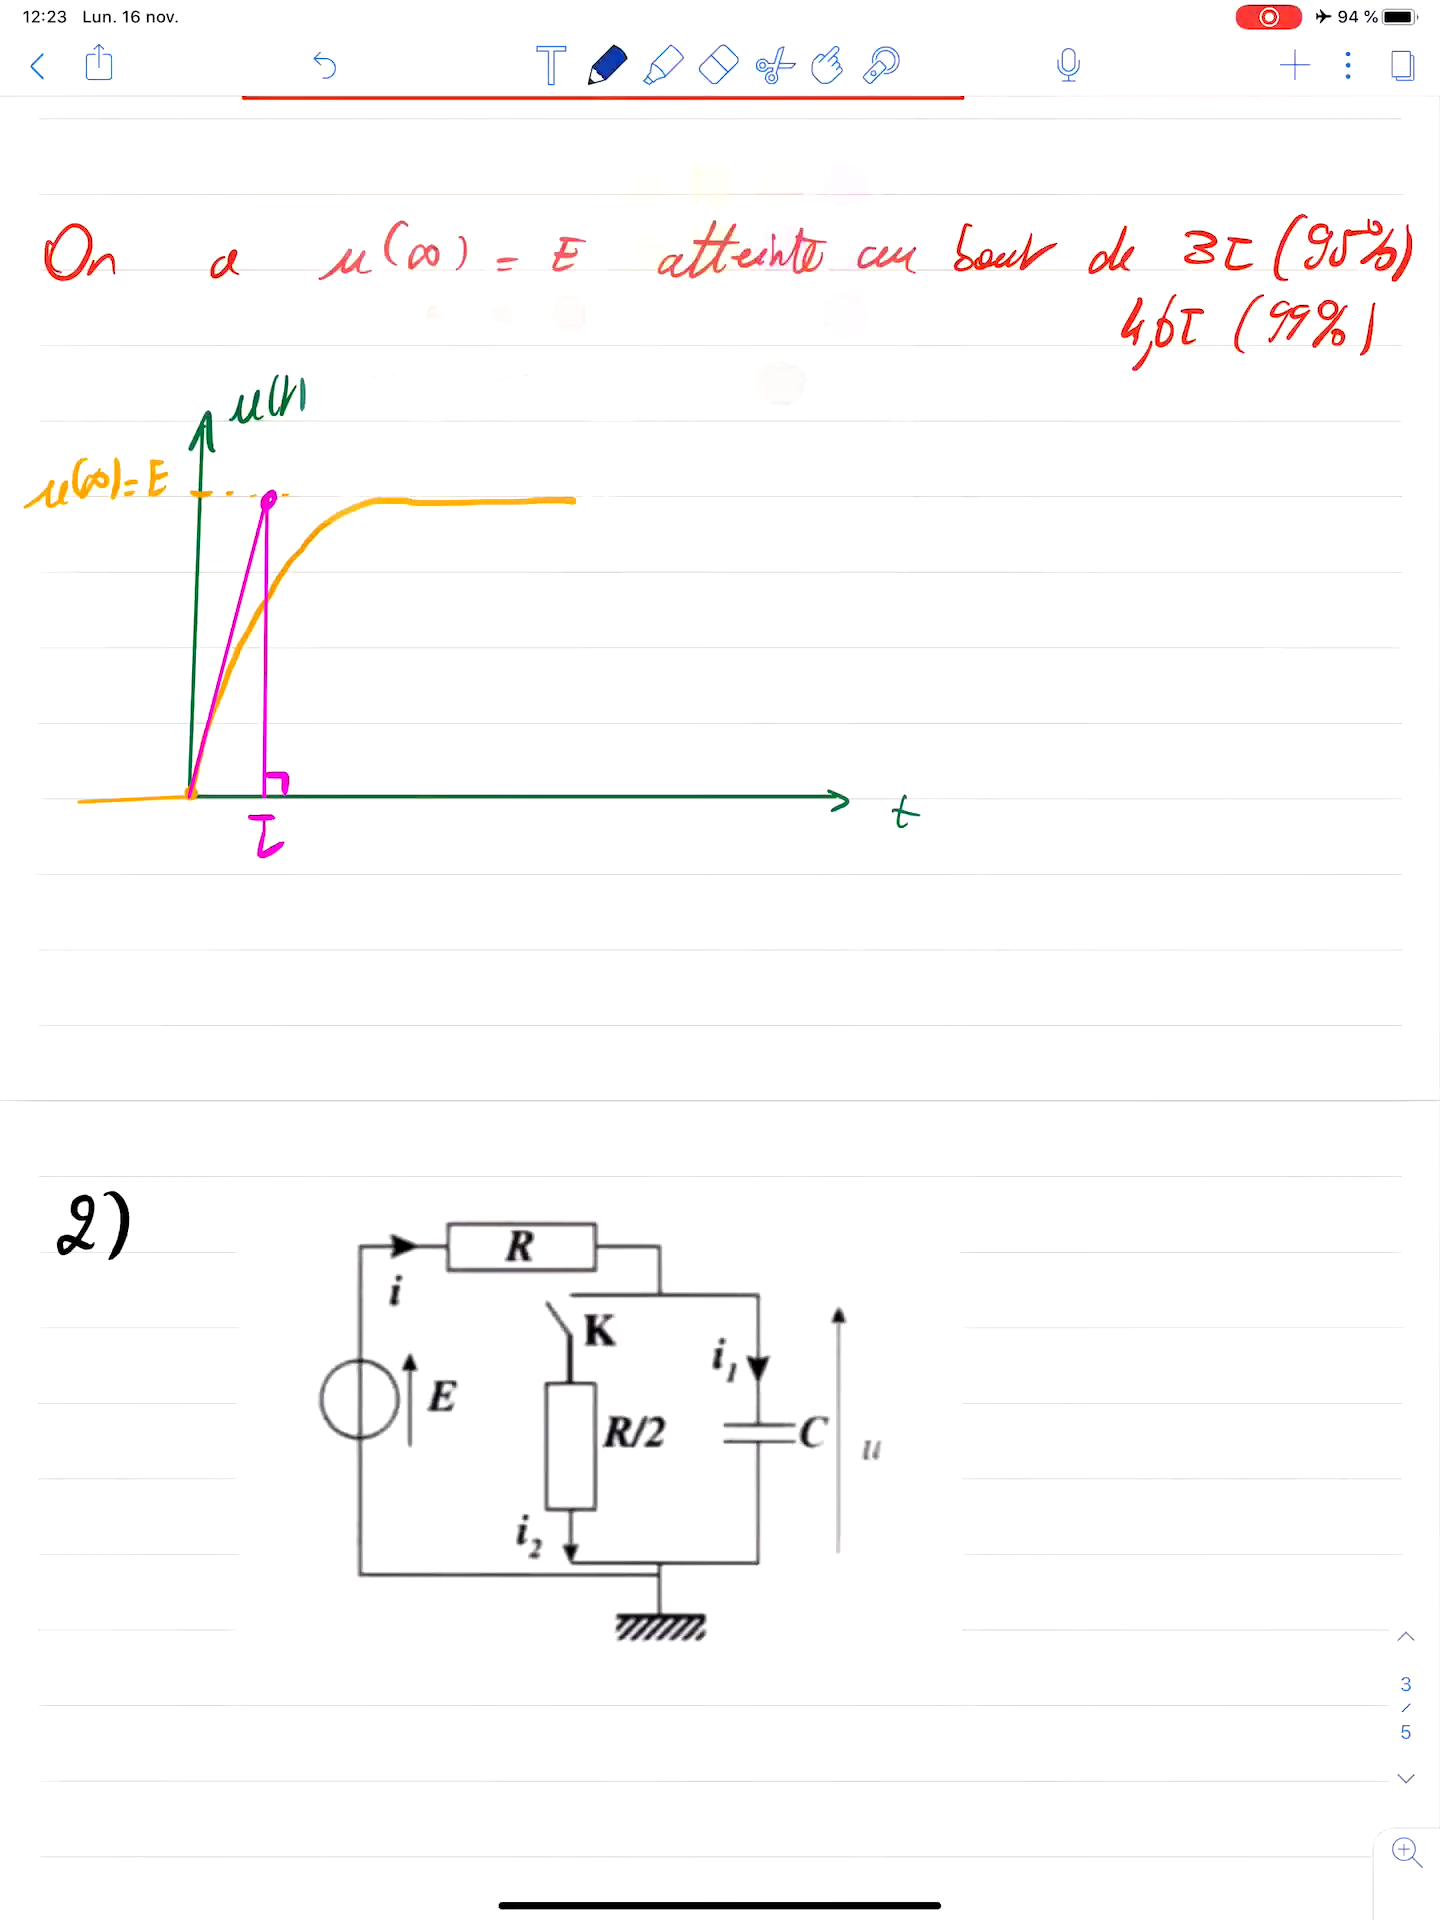 12:23 Lun. 16 nov. 94 %
On a u(∞) = E atteinte au bout de 3τ (95%)
4,6τ (99%)
u(t)
u(∞)=E
τ
t
2)
R
i
K
i₁
E
R/2
C
u
i₂
3
/
5